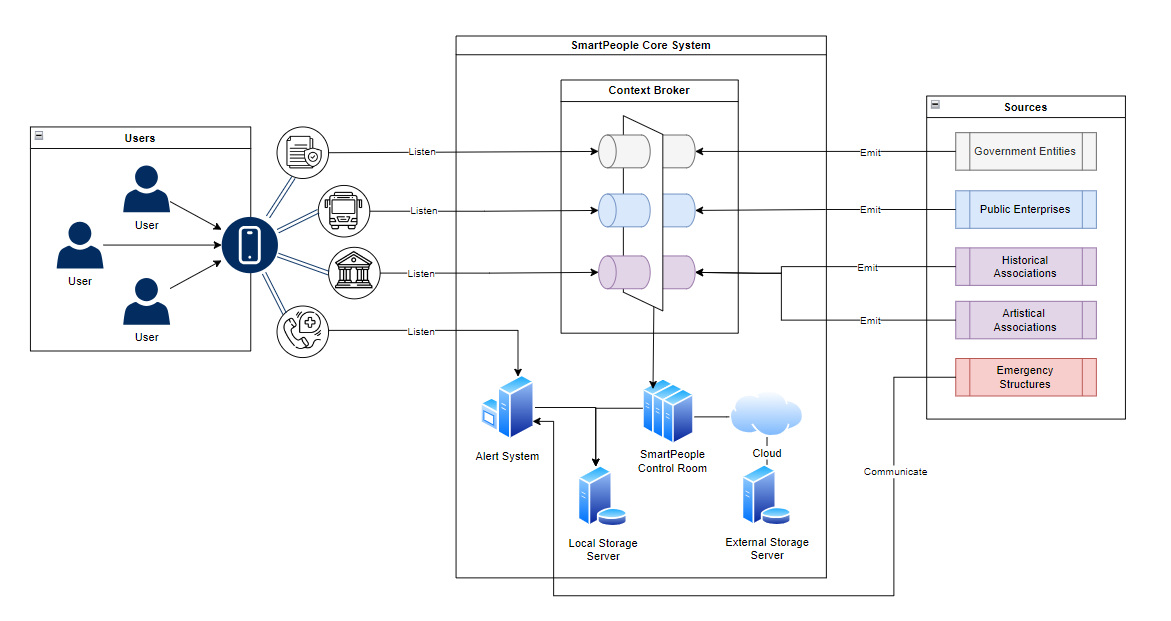 SmartPeople Core System
Context Broker
Sources
Users
Listen
Emit
Government Entities
User
Listen
Emit
Public Enterprises
User
Listen
Emit
Historical
Associations
User
Listen
Emit
Artistical
Associations
Emergency
Structures
Alert System
SmartPeople
Control Room
Cloud
Communicate
Local Storage
Server
External Storage
Server